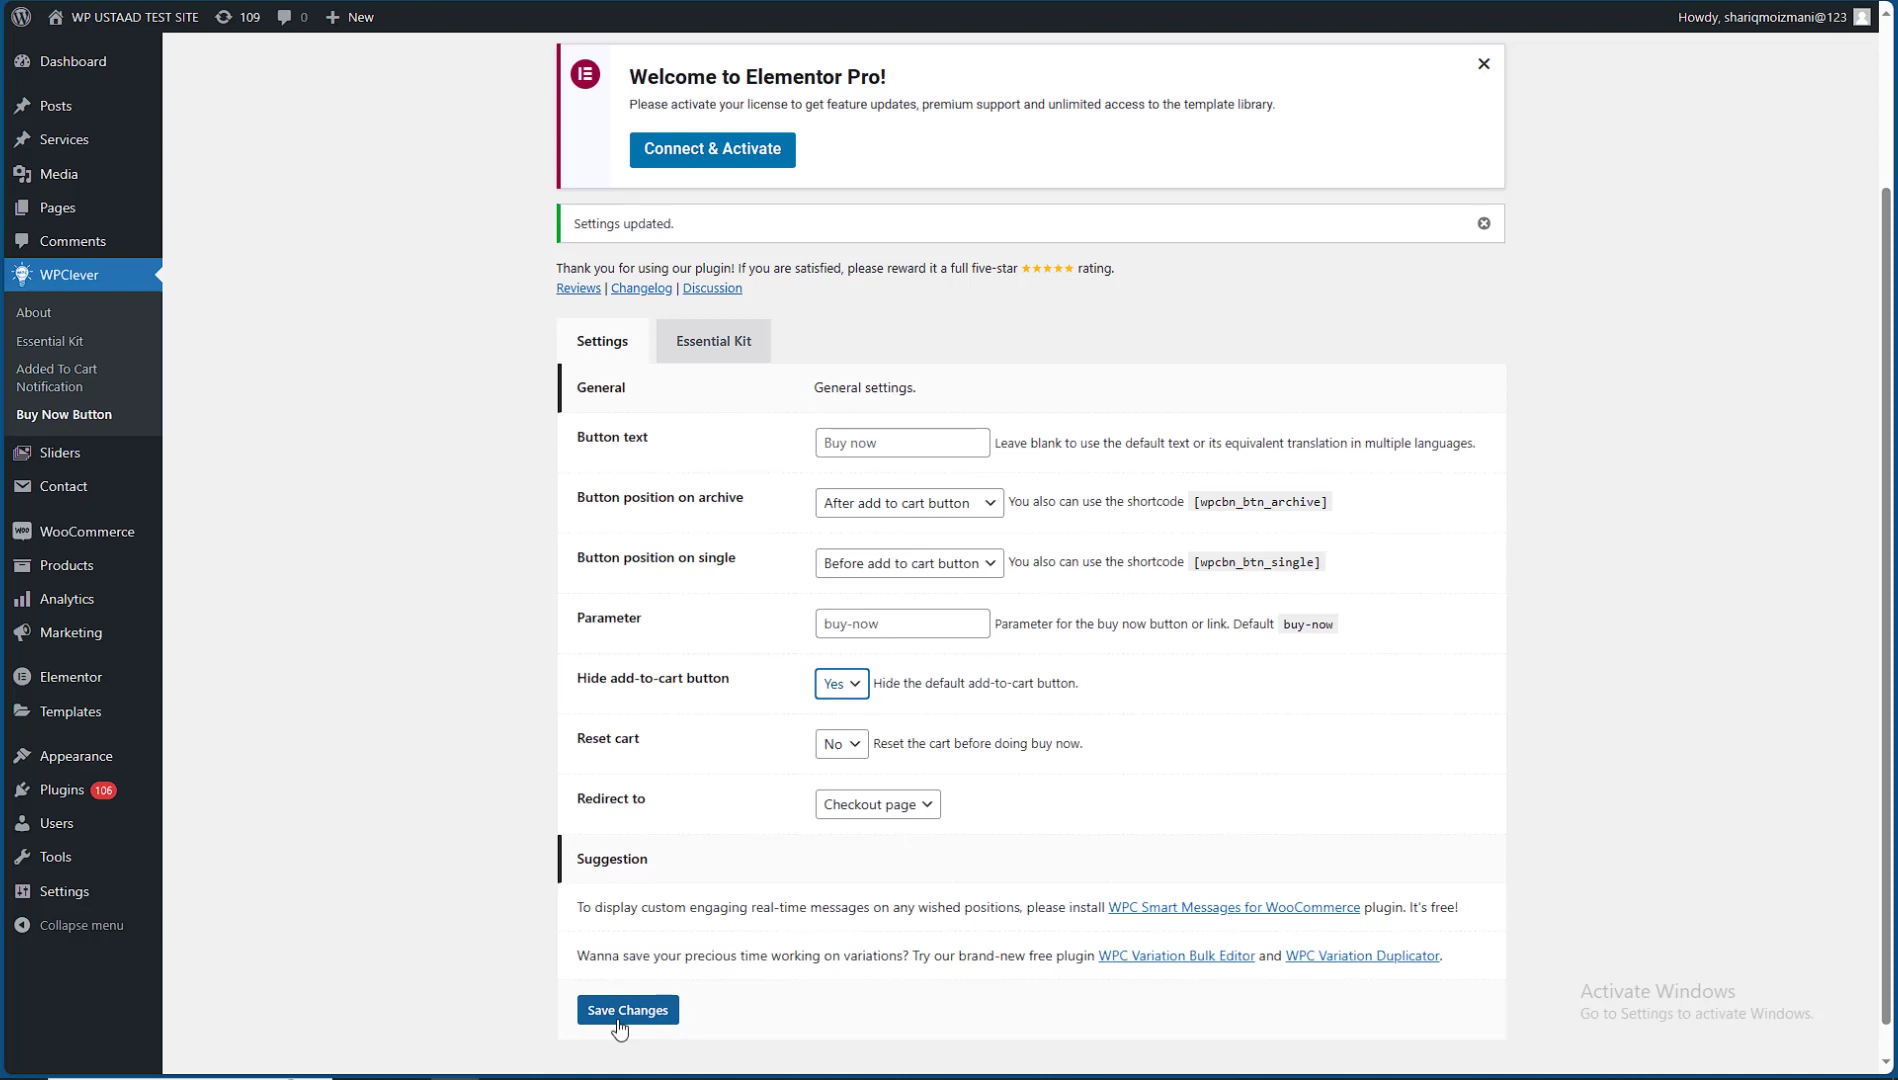 WP USTAAD TEST SITE 109 0 New Howdy, shariqmoizmani@123
Dashboard
Posts
Services
Media
Pages
Comments
WPClever
About
Essential Kit
Added To Cart
Notification
Buy Now Button
Sliders
Contact
WOO WooCommerce
Products
Analytics
Marketing
Elementor
Templates
Appearance
Plugins 106
Users
Tools
Settings
Collapse menu
Welcome to Elementor Pro!
Please activate your license to get feature updates, premium support and unlimited access to the template library.
Connect & Activate
Settings updated.
Thank you for using our plugin! If you are satisfied, please reward it a full five-star ★★★★★ rating.
Reviews | Changelog | Discussion
Settings Essential Kit
General General settings.
Button text Buy now Leave blank to use the default text or its equivalent translation in multiple languages.
Button position on archive After add to cart button You also can use the shortcode [wpcbn_btn_archive]
Button position on single Before add to cart button You also can use the shortcode [wpcbn_btn_single]
Parameter buy-now Parameter for the buy now button or link. Default buy-now
Hide add-to-cart button Yes Hide the default add-to-cart button.
Reset cart No Reset the cart before doing buy now.
Redirect to Checkout page
Suggestion
To display custom engaging real-time messages on any wished positions, please install WPC Smart Messages for WooCommerce plugin. It's free!
Wanna save your precious time working on variations? Try our brand-new free plugin WPC Variation Bulk Editor and WPC Variation Duplicator.
Save Changes
Activate Windows
Go to Settings to activate Windows.